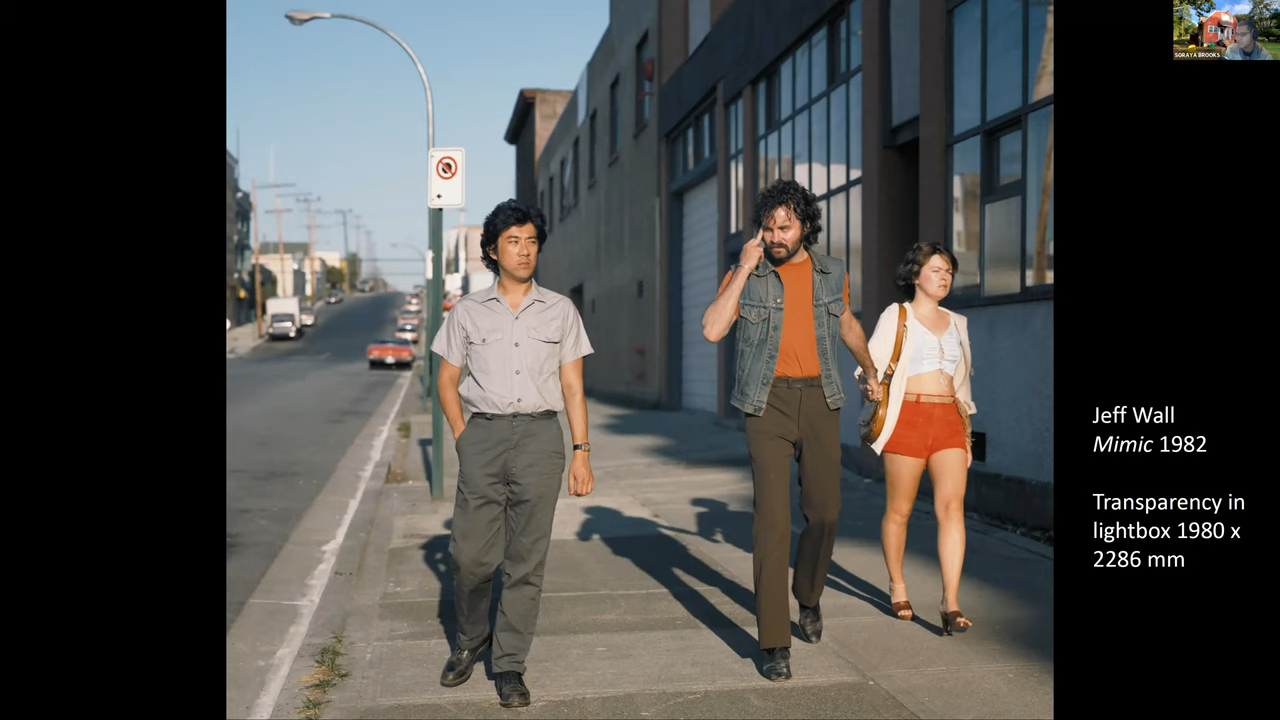 SORAYA BROOKS
Jeff Wall
Mimic 1982
Transparency in
lightbox 1980 x
2286 mm